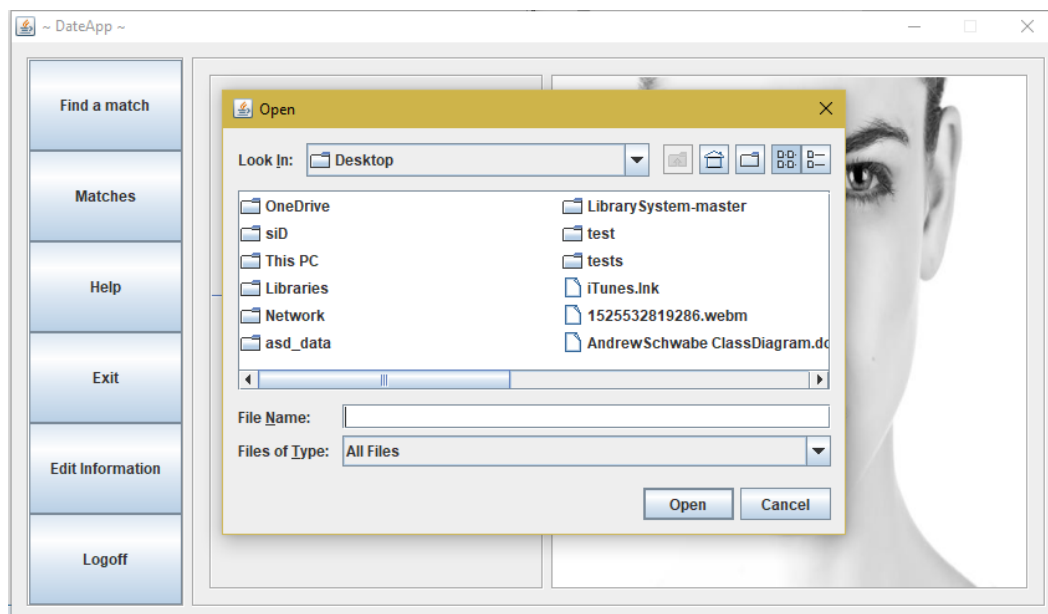 ~ DateApp ~
Find a match
Matches
Help
Exit
Edit Information
Logoff
Open
Look In: Desktop
OneDrive
siD
This PC
Libraries
Network
asd_data
LibrarySystem-master
test
tests
iTunes.lnk
1525532819286.webm
AndrewSchwabe ClassDiagram.dc
File Name:
Files of Type: All Files
Open Cancel